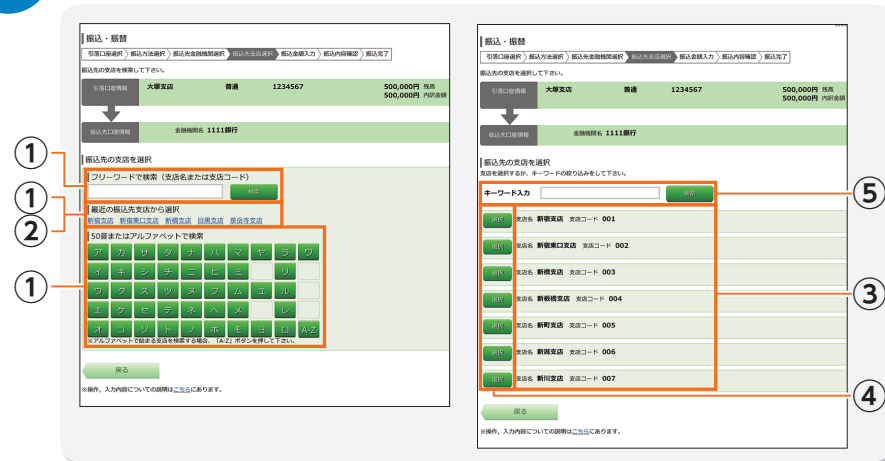 振込・振替
引落口座選択 振込方法選択 振込先金融機関選択 振込先支店選択 振込金額入力 振込内容確認 振込完了
振込先の支店を検索して下さい。
引落口座情報 大塚支店 普通 1234567 500,000円 残高
500,000円 内訳金額
振込先口座情報 金融機関名 1111銀行
振込先の支店を選択
① フリーワードで検索（支店名または支店コード）
検索
① 最近の振込先支店から選択
② 新宿支店 新宿東口支店 新橋支店 目黒支店 泉岳寺支店
50音またはアルファベットで検索
ア カ サ タ ナ ハ マ ヤ ラ ワ
イ キ シ チ ニ ヒ ミ リ
① ウ ク ス ツ ヌ フ ム ユ ル
エ ケ セ テ ネ ヘ メ レ
オ コ ソ ト ノ ホ モ ヨ ロ A-Z
※アルファベットで始まる支店を検索する場合、「A-Z」ボタンを押して下さい。
戻る
※操作、入力内容についての説明はこちらにあります。
振込・振替
引落口座選択 振込方法選択 振込先金融機関選択 振込先支店選択 振込金額入力 振込内容確認 振込完了
振込先の支店を選択して下さい。
引落口座情報 大塚支店 普通 1234567 500,000円 残高
500,000円 内訳金額
振込先口座情報 金融機関名 1111銀行
振込先の支店を選択
支店を選択するか、キーワードの絞り込みをして下さい。
キーワード入力 検索 ⑤
選択 支店名 新宿支店 支店コード 001
選択 支店名 新宿東口支店 支店コード 002
選択 支店名 新橋支店 支店コード 003
③
選択 支店名 新板橋支店 支店コード 004
選択 支店名 新町支店 支店コード 005
選択 支店名 新潟支店 支店コード 006
選択 支店名 新川支店 支店コード 007
④
戻る
※操作、入力内容についての説明はこちらにあります。